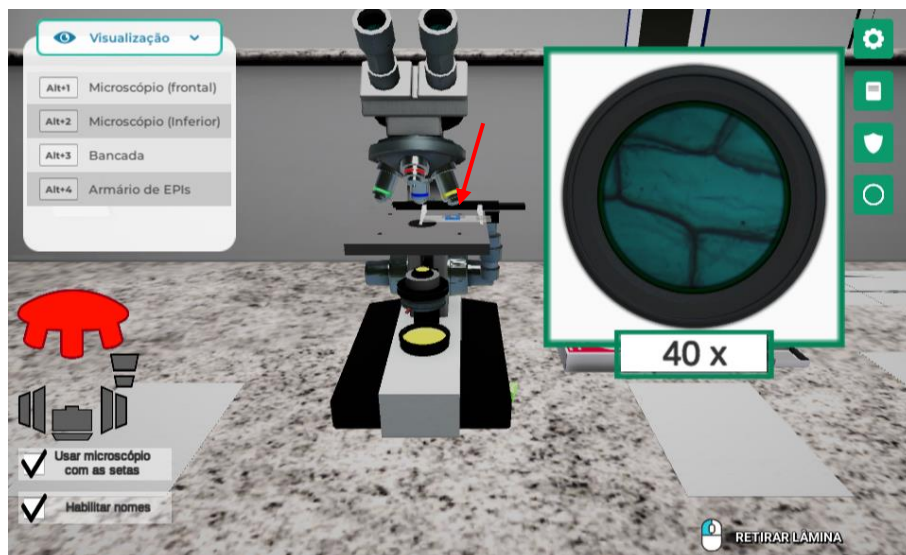 Visualização
Alt+1 Microscópio (frontal)
Alt+2 Microscópio (Inferior)
Alt+3 Bancada
Alt+4 Armário de EPIs
40 x
Usar microscópio
com as setas
Habilitar nomes
RETIRAR LÂMINA